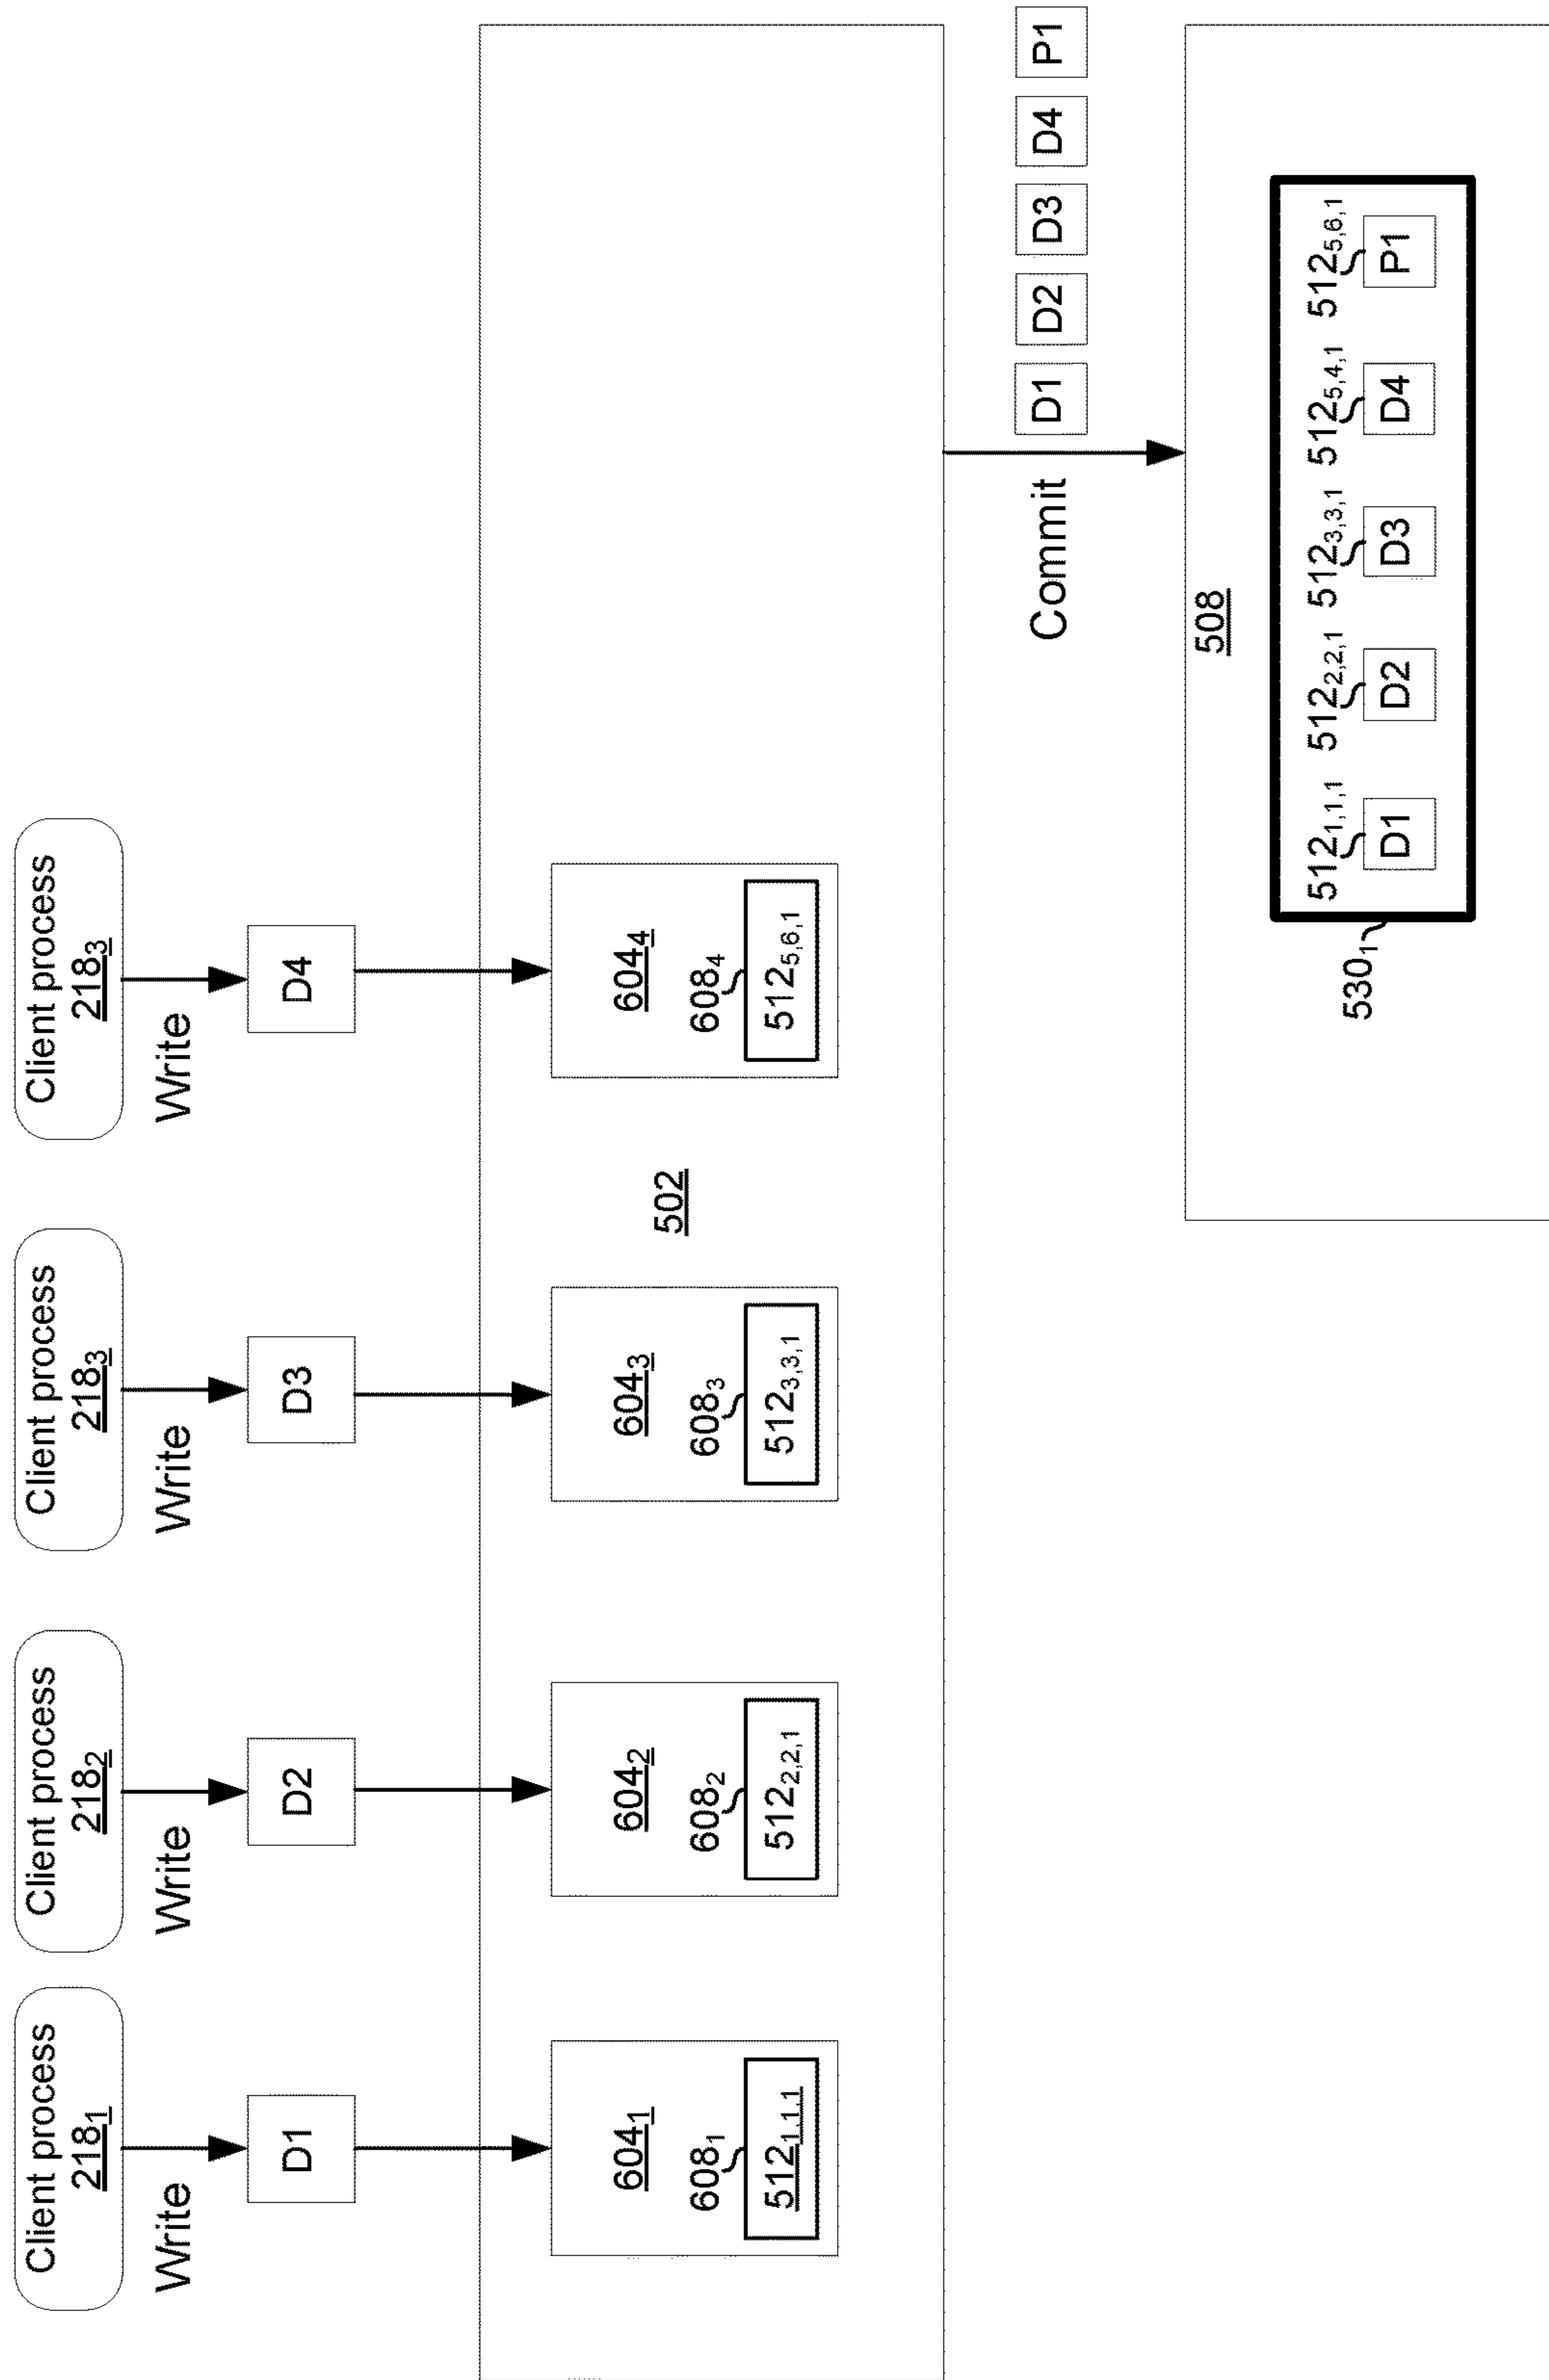 Client process
218₁
Client process
218₂
Client process
218₃
Client process
218₃
Write
Write
Write
Write
D1
D2
D3
D4
604₁
604₂
604₃
604₄
502
608₁
608₂
608₃
608₄
512₁,₁,₁
512₂,₂,₁
512₃,₃,₁
512₅,₆,₁
Commit
D1 D2 D3 D4 P1
508
512₁,₁,₁ 512₂,₂,₁ 512₃,₃,₁ 512₅,₄,₁ 512₅,₆,₁
D1 D2 D3 D4 P1
530₁